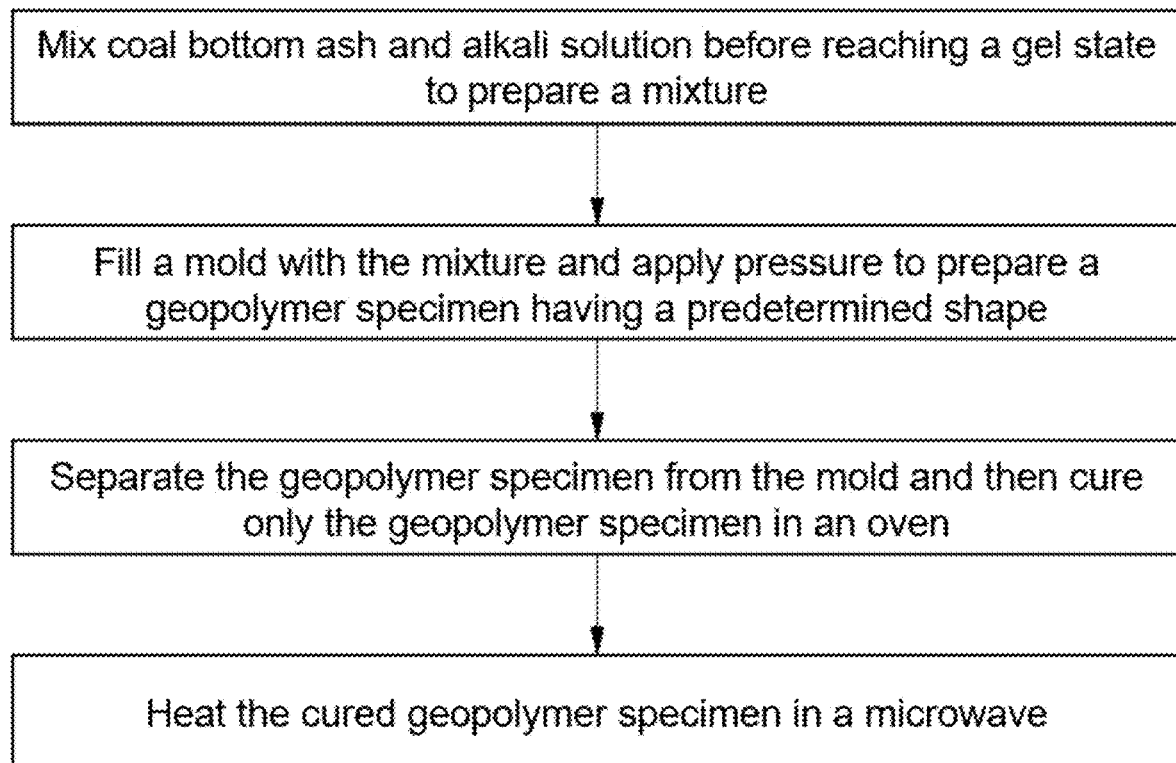 Mix coal bottom ash and alkali solution before reaching a gel state
to prepare a mixture
Fill a mold with the mixture and apply pressure to prepare a
geopolymer specimen having a predetermined shape
Separate the geopolymer specimen from the mold and then cure
only the geopolymer specimen in an oven
Heat the cured geopolymer specimen in a microwave